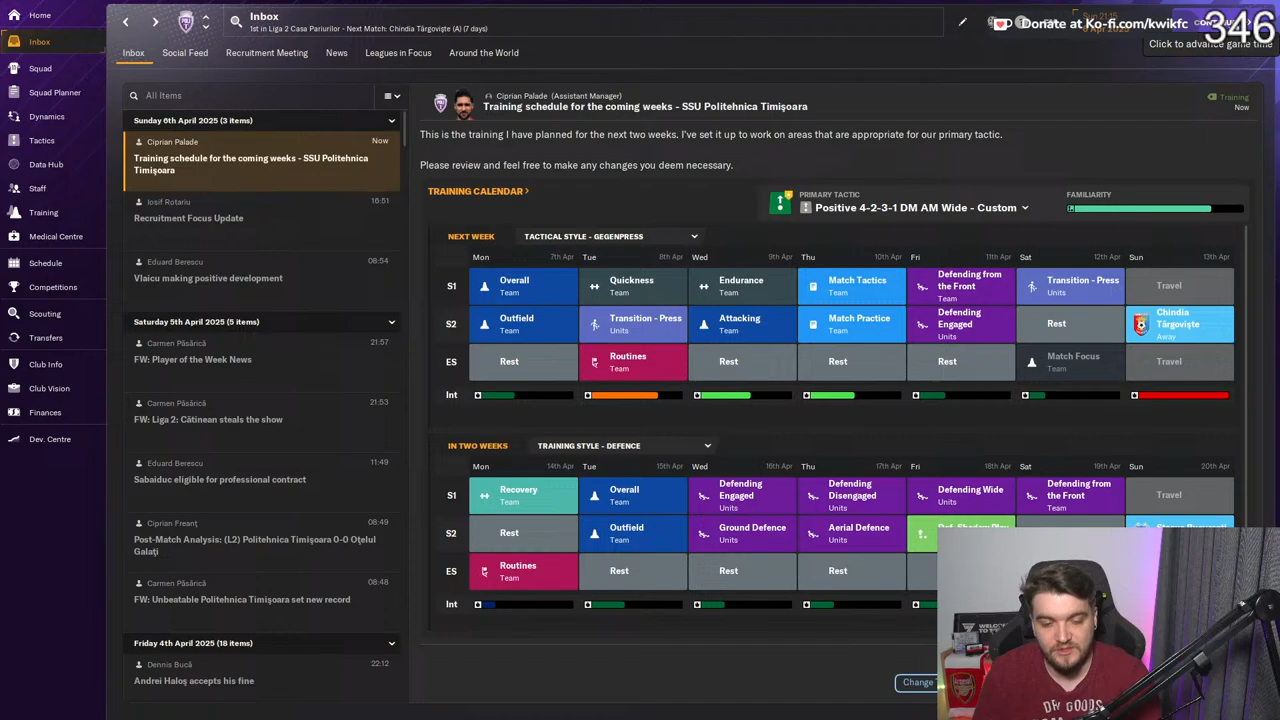 Home
Inbox
Squad
Squad Planner
Dynamics
Tactics
Data Hub
Staff
Training
Medical Centre
Schedule
Competitions
Scouting
Transfers
Club Info
Club Vision
Finances
Dev. Centre
Inbox
1st in Liga 2 Casa Pariurilor - Next Match: Chindia Târgoviște (A) (7 days)
Donate at Ko-fi.com/kwikfc
346
Click to advance game time
Inbox Social Feed Recruitment Meeting News Leagues in Focus Around the World
All Items
Sunday 6th April 2025 (3 items)
Ciprian Palade Now
Training schedule for the coming weeks - SSU Politehnica
Timișoara
Iosif Rotariu 16:51
Recruitment Focus Update
Eduard Berescu 08:54
Vlaicu making positive development
Saturday 5th April 2025 (5 items)
Carmen Păsărică 21:57
FW: Player of the Week News
Carmen Păsărică 21:53
FW: Liga 2: Cătinean steals the show
Eduard Berescu 11:49
Sabaiduc eligible for professional contract
Ciprian Freanț 08:49
Post-Match Analysis: (L2) Politehnica Timișoara 0-0 Oțelul
Galați
Carmen Păsărică 08:48
FW: Unbeatable Politehnica Timișoara set new record
Friday 4th April 2025 (18 items)
Dennis Bucă 22:12
Andrei Haloș accepts his fine
Ciprian Palade (Assistant Manager)
Training schedule for the coming weeks - SSU Politehnica Timișoara
Training
Now
This is the training I have planned for the next two weeks. I've set it up to work on areas that are appropriate for our primary tactic.
Please review and feel free to make any changes you deem necessary.
TRAINING CALENDAR >
PRIMARY TACTIC
Positive 4-2-3-1 DM AM Wide - Custom
FAMILIARITY
NEXT WEEK TACTICAL STYLE - GEGENPRESS
Mon 7th Apr Tue 8th Apr Wed 9th Apr Thu 10th Apr Fri 11th Apr Sat 12th Apr Sun 13th Apr
S1
Overall
Team
Quickness
Team
Endurance
Team
Match Tactics
Team
Defending from
the Front
Team
Transition - Press
Units
Travel
S2
Outfield
Team
Transition - Press
Units
Attacking
Team
Match Practice
Team
Defending
Engaged
Units
Rest
Chindia
Târgoviște
Away
ES
Rest
Routines
Team
Rest
Rest
Rest
Match Focus
Team
Travel
Int
IN TWO WEEKS TRAINING STYLE - DEFENCE
Mon 14th Apr Tue 15th Apr Wed 16th Apr Thu 17th Apr Fri 18th Apr Sat 19th Apr Sun 20th Apr
S1
Recovery
Team
Overall
Team
Defending
Engaged
Units
Defending
Disengaged
Units
Defending Wide
Units
Defending from
the Front
Team
Travel
S2
Rest
Outfield
Team
Ground Defence
Units
Aerial Defence
Units
ES
Routines
Team
Rest
Rest
Rest
Int
Change